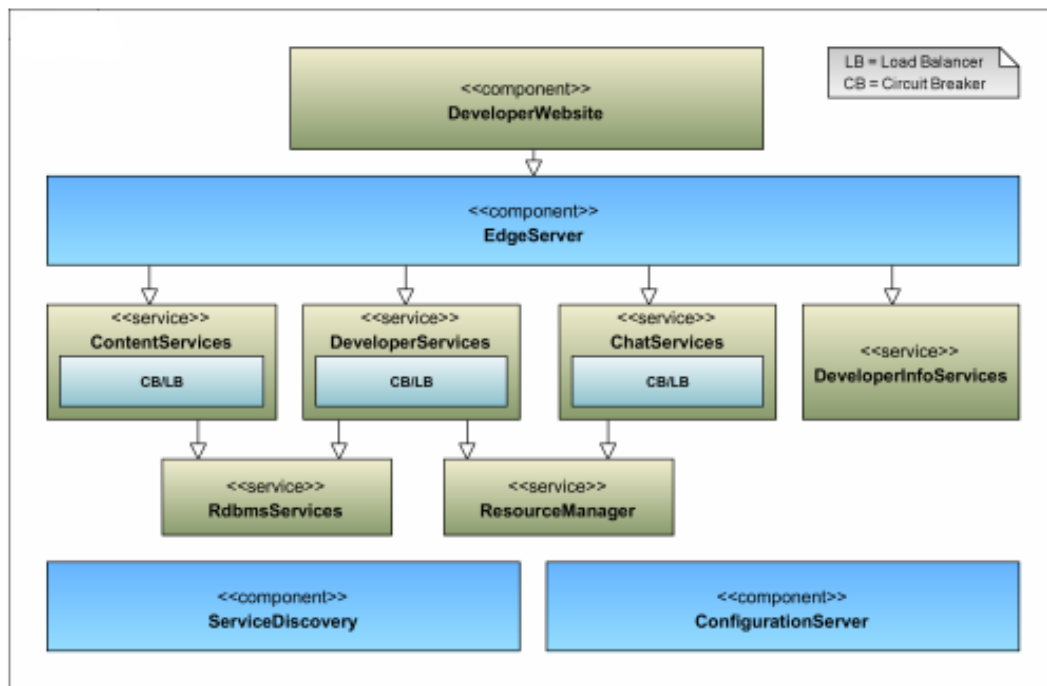 LB = Load Balancer
CB = Circuit Breaker
<<component>>
DeveloperWebsite
<<component>>
EdgeServer
<<service>>
ContentServices
CB/LB
<<service>>
DeveloperServices
CB/LB
<<service>>
ChatServices
CB/LB
<<service>>
DeveloperInfoServices
<<service>>
RdbmsServices
<<service>>
ResourceManager
<<component>>
ServiceDiscovery
<<component>>
ConfigurationServer